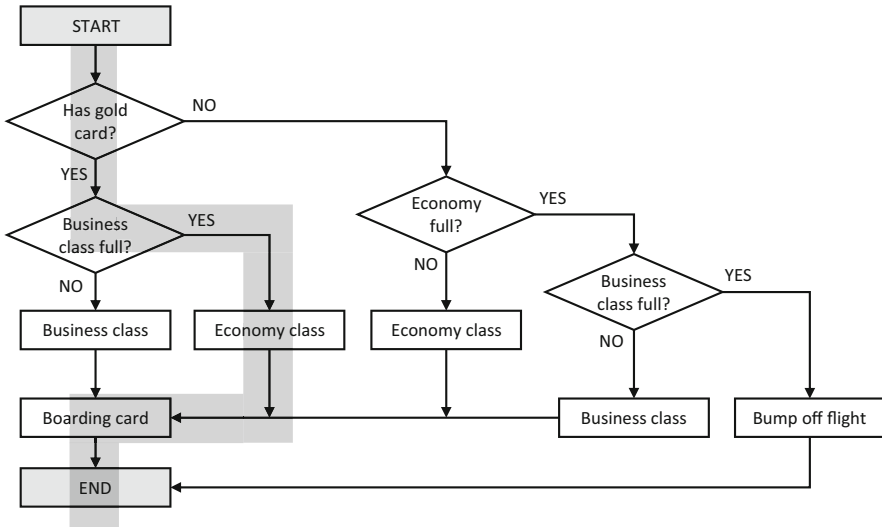 START
Has gold
card?
NO
YES
Business
class full?
YES
NO
Economy
full?
YES
NO
Business
class full?
YES
NO
Business class
Economy class
Economy class
Boarding card
Business class
Bump off flight
END